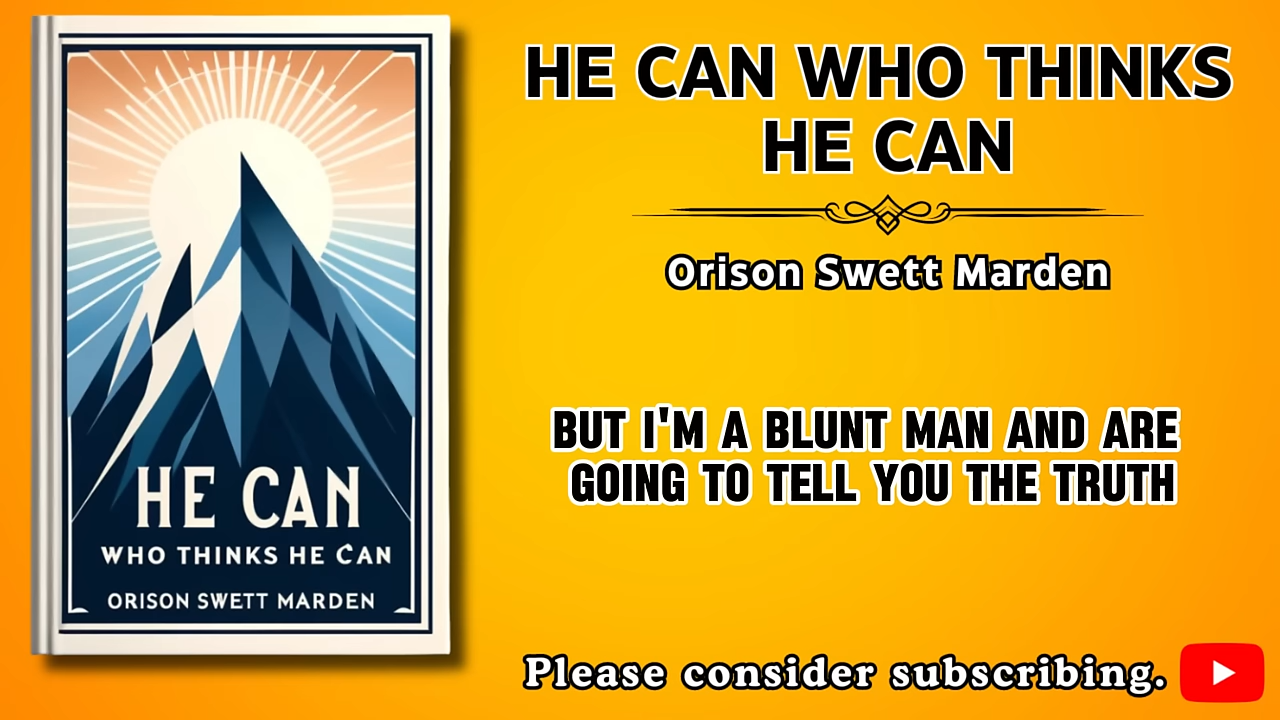 HE CAN
WHO THINKS HE CAN
ORISON SWETT MARDEN
HE CAN WHO THINKS
HE CAN
Orison Swett Marden
BUT I'M A BLUNT MAN AND ARE
GOING TO TELL YOU THE TRUTH
Please consider subscribing.